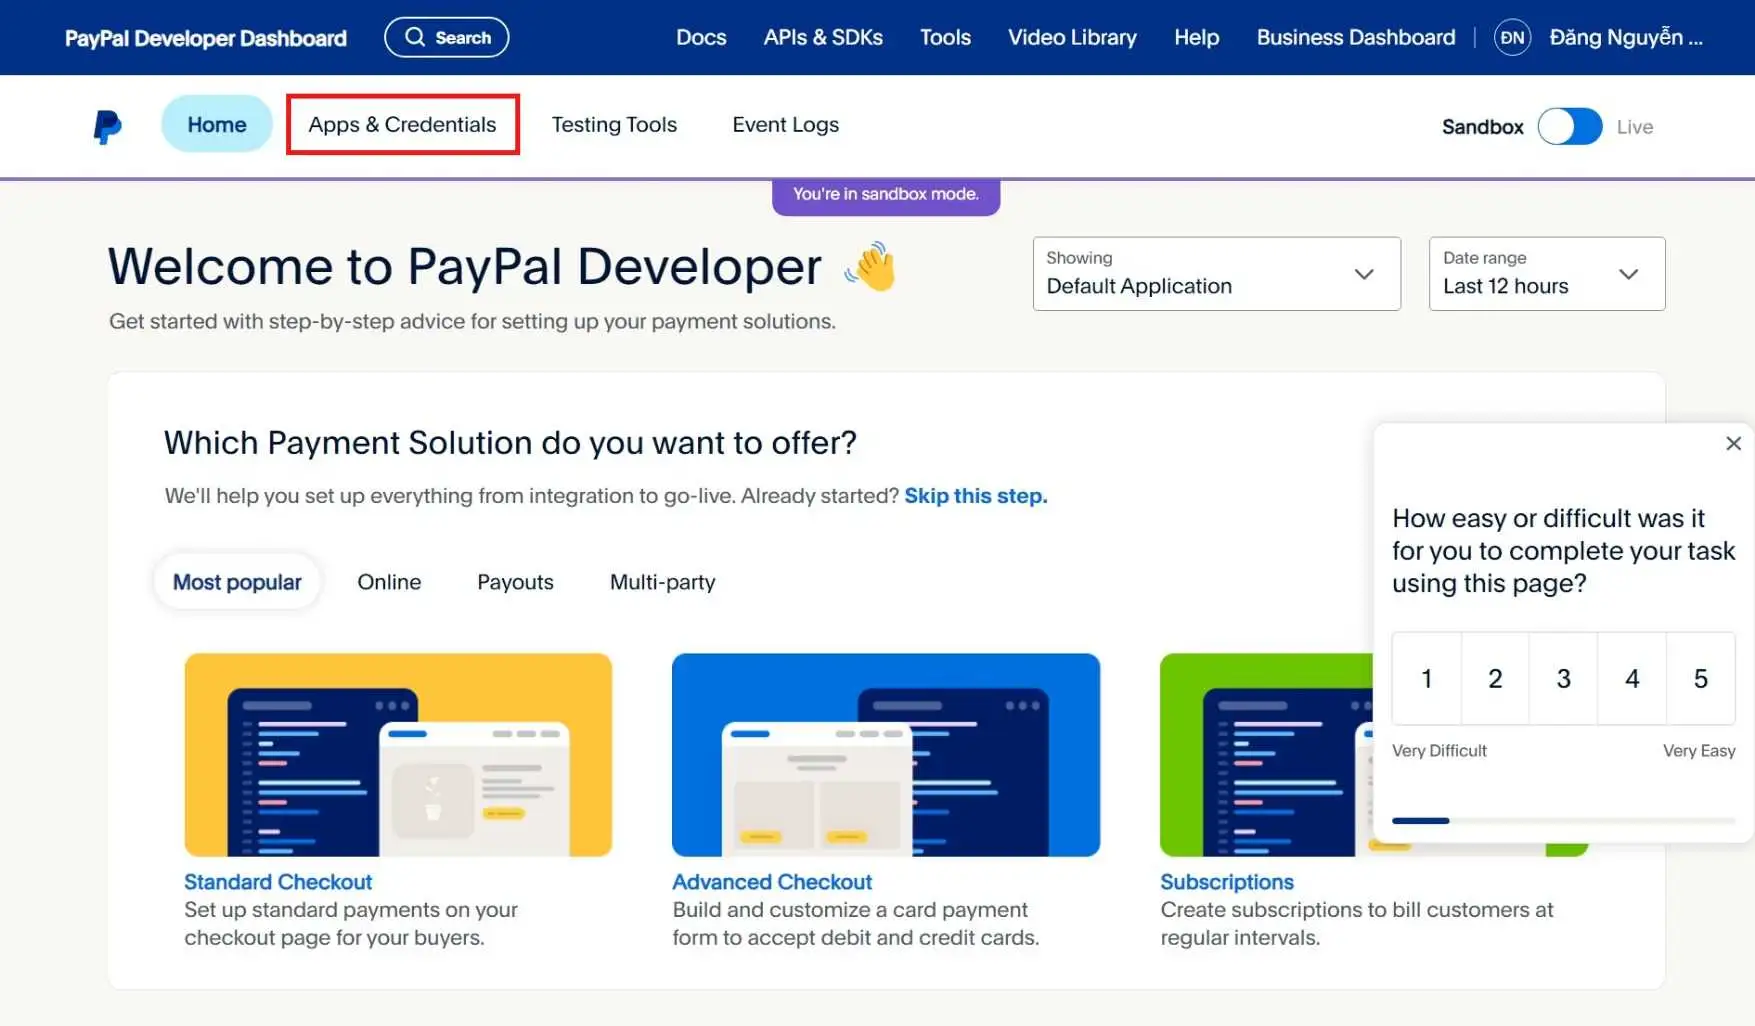 PayPal Developer Dashboard
Search
Docs
APIs & SDKs
Tools
Video Library
Help
Business Dashboard
ĐN
Đăng Nguyễn ...
Home
Apps & Credentials
Testing Tools
Event Logs
Sandbox
Live
You're in sandbox mode.
Welcome to PayPal Developer
Get started with step-by-step advice for setting up your payment solutions.
Showing
Default Application
Date range
Last 12 hours
Which Payment Solution do you want to offer?
We'll help you set up everything from integration to go-live. Already started? Skip this step.
Most popular
Online
Payouts
Multi-party
Standard Checkout
Set up standard payments on your
checkout page for your buyers.
Advanced Checkout
Build and customize a card payment
form to accept debit and credit cards.
Subscriptions
Create subscriptions to bill customers at
regular intervals.
How easy or difficult was it
for you to complete your task
using this page?
1 2 3 4 5
Very Difficult
Very Easy